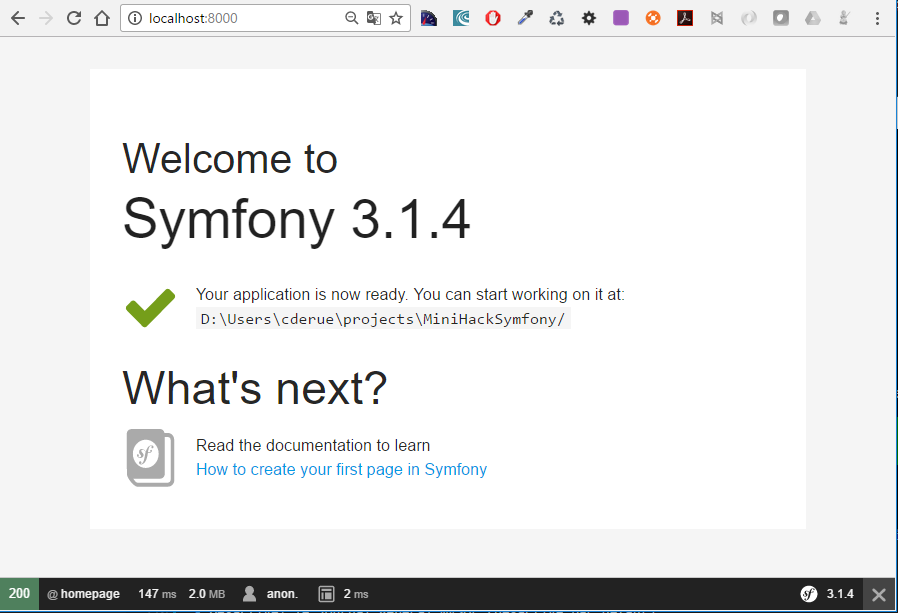 localhost:8000
Welcome to
Symfony 3.1.4
Your application is now ready. You can start working on it at:
D:\Users\cderue\projects\MiniHackSymfony/
What's next?
sf
Read the documentation to learn
How to create your first page in Symfony
200 @ homepage 147 ms 2.0 MB anon. 2 ms sf 3.1.4